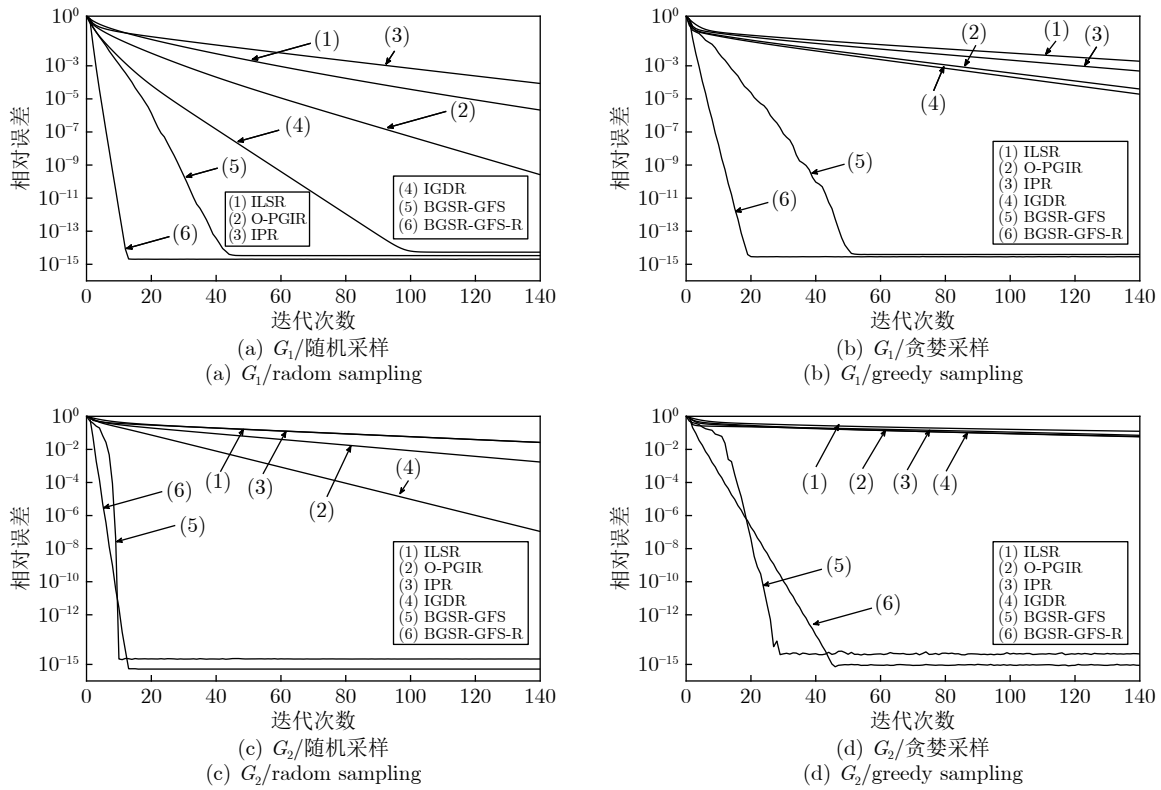 相对误差
10^0
10^-3
10^-5
10^-7
10^-9
10^-11
10^-13
10^-15
(1)
(3)
(2)
(4)
(5)
(6)
(1) ILSR
(2) O-PGIR
(3) IPR
(4) IGDR
(5) BGSR-GFS
(6) BGSR-GFS-R
0 20 40 60 80 100 120 140
迭代次数
(a) G_1/随机采样
(a) G_1/radom sampling
相对误差
10^0
10^-3
10^-5
10^-7
10^-9
10^-11
10^-13
10^-15
(2)
(1)
(3)
(4)
(5)
(6)
(1) ILSR
(2) O-PGIR
(3) IPR
(4) IGDR
(5) BGSR-GFS
(6) BGSR-GFS-R
0 20 40 60 80 100 120 140
迭代次数
(b) G_1/贪婪采样
(b) G_1/greedy sampling
相对误差
10^0
10^-2
10^-4
10^-6
10^-8
10^-10
10^-12
10^-15
(6)
(5)
(1)
(3)
(2)
(4)
(1) ILSR
(2) O-PGIR
(3) IPR
(4) IGDR
(5) BGSR-GFS
(6) BGSR-GFS-R
0 20 40 60 80 100 120 140
迭代次数
(c) G_2/随机采样
(c) G_2/radom sampling
相对误差
10^0
10^-2
10^-4
10^-6
10^-8
10^-10
10^-12
10^-15
(1)
(2)
(3)
(4)
(5)
(6)
(1) ILSR
(2) O-PGIR
(3) IPR
(4) IGDR
(5) BGSR-GFS
(6) BGSR-GFS-R
0 20 40 60 80 100 120 140
迭代次数
(d) G_2/贪婪采样
(d) G_2/greedy sampling